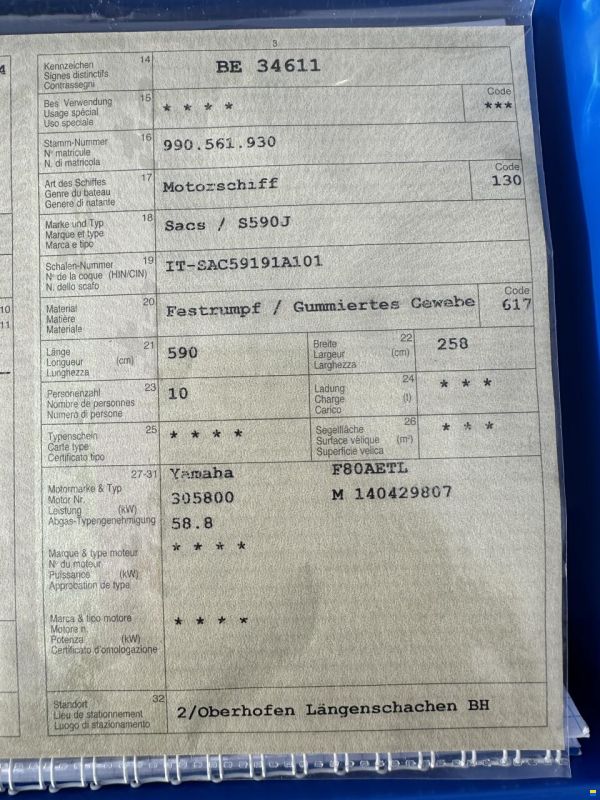 3
4
14
Kennzeichen
Signes distinctifs
Contrassegni
BE 34611
15
Bes. Verwendung
Usage spécial
Uso speciale
* * * *
Code
***
16
Stamm-Nummer
N° matricule
N. di matricola
990.561.930
17
Art des Schiffes
Genre du bateau
Genere di natante
Motorschiff
Code
130
18
Marke und Typ
Marque et type
Marca e tipo
Sacs / S590J
19
Schalen-Nummer
N° de la coque (HIN/CIN)
N. dello scafo
IT-SAC59191A101
20
Material
Matière
Materiale
Festrumpf / Gummiertes Gewebe
Code
617
10
11
21
Länge
Longueur (cm)
Lunghezza
590
22
Breite
Largeur (cm)
Larghezza
258
23
Personenzahl
Nombre de personnes
Numero di persone
10
24
Ladung
Charge (l)
Carico
* * *
25
Typenschein
Carte type
Certificato tipo
* * * *
26
Segelfläche
Surface vélique (m²)
Superficie velica
* * *
27-31
Motormarke & Typ
Motor Nr.
Leistung (kW)
Abgas-Typengenehmigung
Yamaha F80AETL
305800 M 140429807
58.8
* * * *
Marque & type moteur
N° du moteur
Puissance (kW)
Approbation de type
Marca & tipo motore
Motore n.
Potenza (kW)
Certificato d'omologazione
* * * *
32
Standort
Lieu de stationnement
Luogo di stazionamento
2/Oberhofen Längenschachen BH